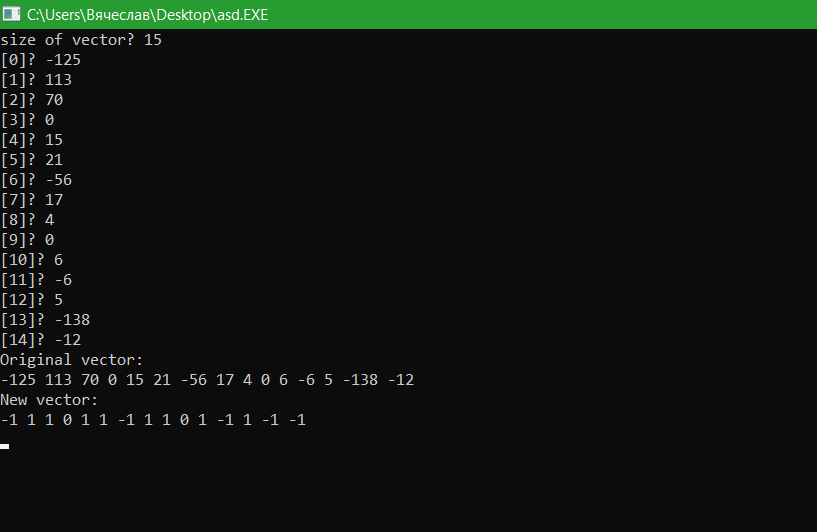 C:\Users\Вячеслав\Desktop\asd.EXE
size of vector? 15
[0]? -125
[1]? 113
[2]? 70
[3]? 0
[4]? 15
[5]? 21
[6]? -56
[7]? 17
[8]? 4
[9]? 0
[10]? 6
[11]? -6
[12]? 5
[13]? -138
[14]? -12
Original vector:
-125 113 70 0 15 21 -56 17 4 0 6 -6 5 -138 -12
New vector:
-1 1 1 0 1 1 -1 1 1 0 1 -1 1 -1 -1